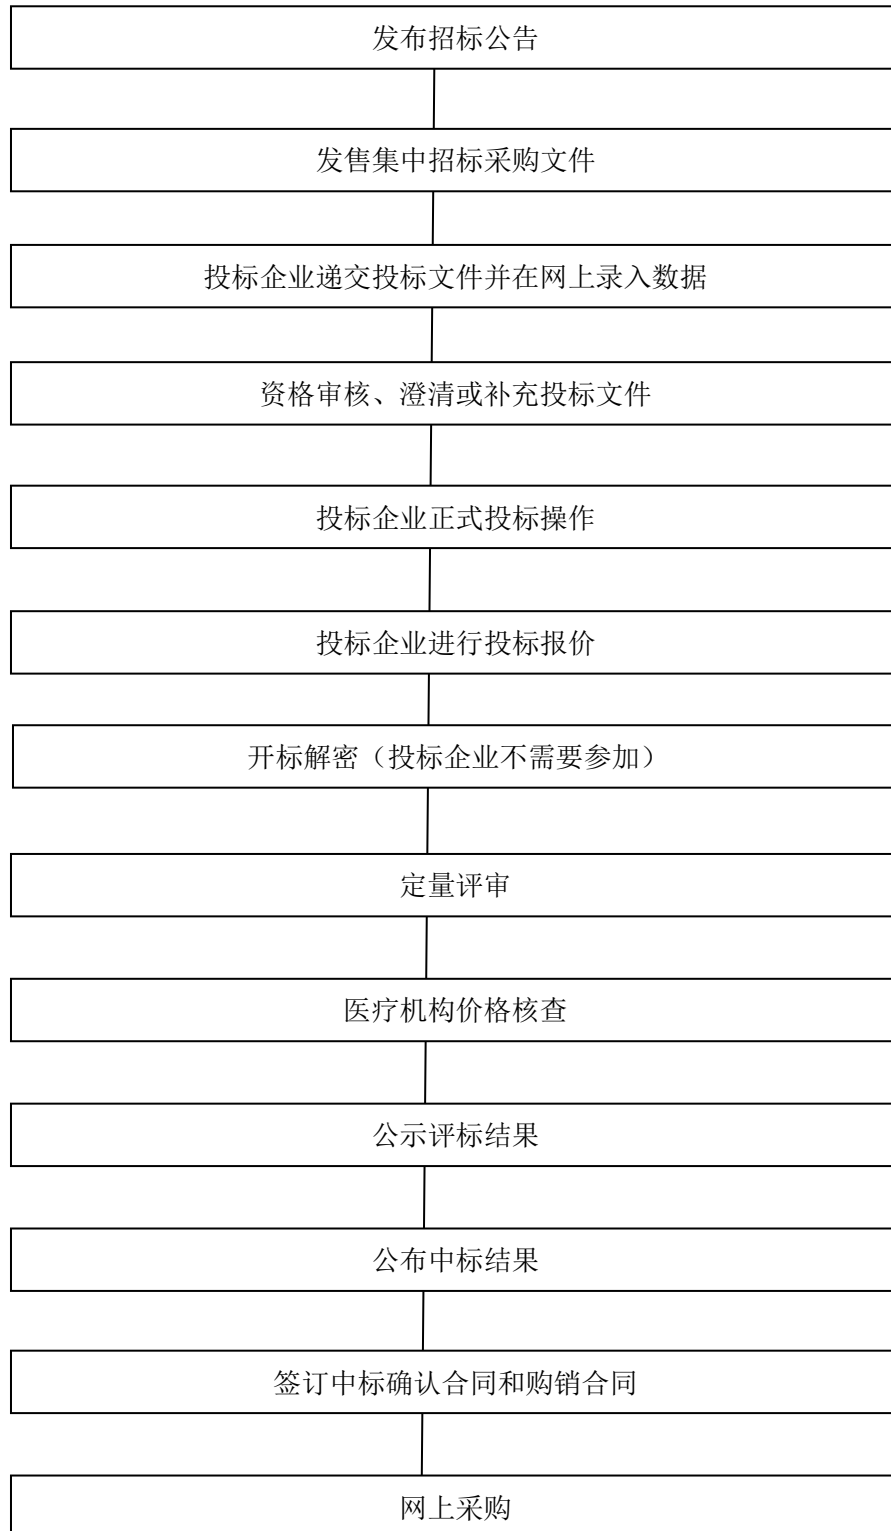 发布招标公告
发售集中招标采购文件
投标企业递交投标文件并在网上录入数据
资格审核、澄清或补充投标文件
投标企业正式投标操作
投标企业进行投标报价
开标解密（投标企业不需要参加）
定量评审
医疗机构价格核查
公示评标结果
公布中标结果
签订中标确认合同和购销合同
网上采购